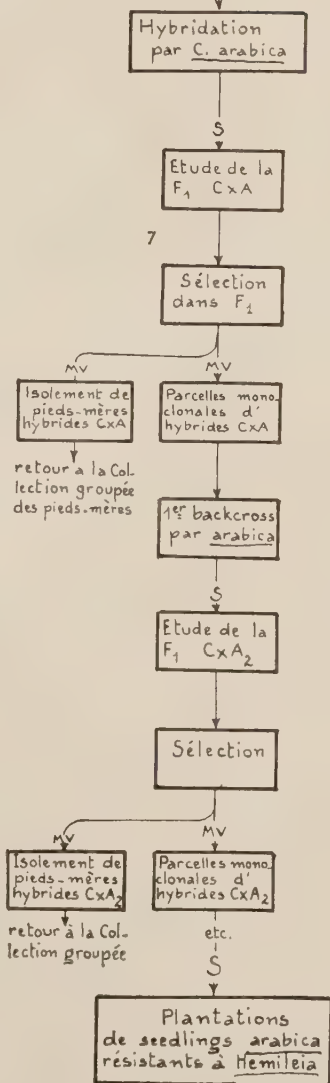 Hybridation
par C. arabica
S
Etude de la
F₁ CxA
7
Sélection
dans F₁
MV
MV
Isolement de
pieds-mères
hybrides CxA
Parcelles mono-
clonales d'
hybrides CxA
retour a la Col-
lection groupée
des pieds-mères
1er backcross
par arabica
S
Etude de la
F₁ CxA₂
Sélection
MV
MV
Isolement de
pieds-mères
hybrides CxA₂
Parcelles mono-
clonales d'
hybrides CxA₂
retour à la Col-
lection groupée
etc.
S
Plantations
de seedlings arabica
résistants à Hemileia